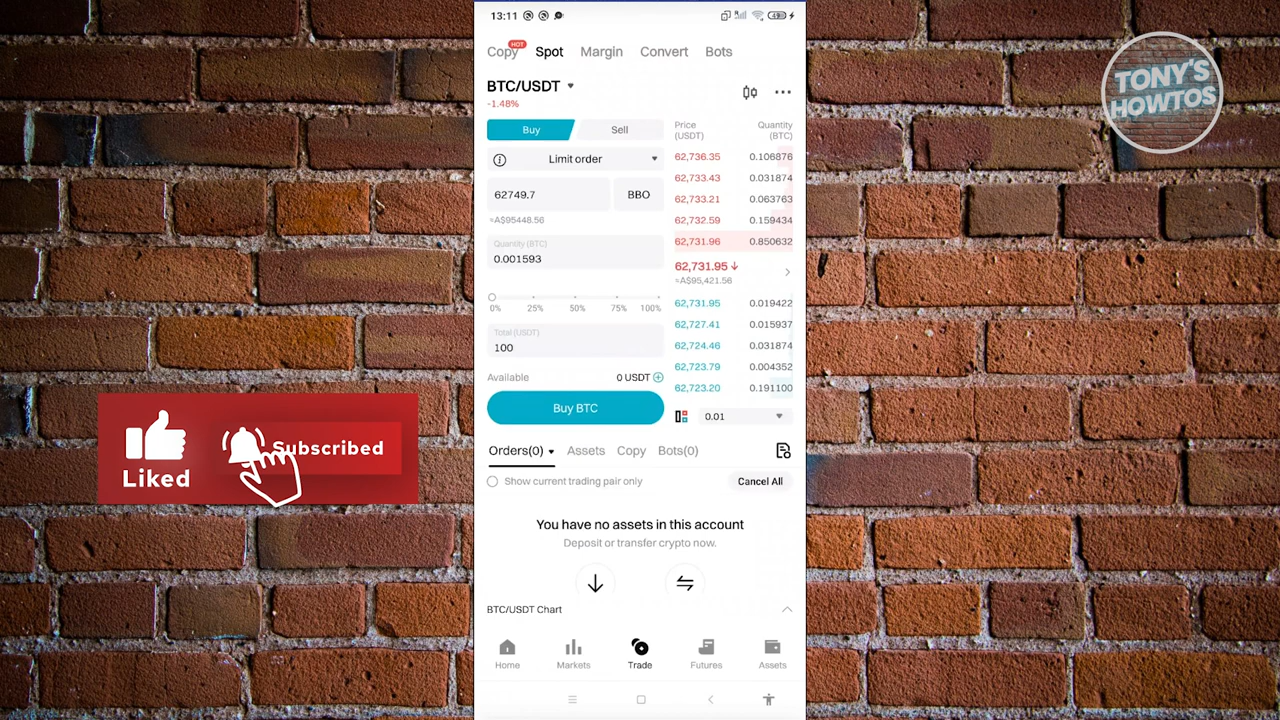 13:11
Copy HOT Spot Margin Convert Bots
BTC/USDT
-1.48%
Buy Sell
Limit order
62749.7 BBO
≈A$95448.56
Quantity (BTC)
0.001593
0% 25% 50% 75% 100%
Total (USDT)
100
Available 0 USDT
Buy BTC
Price (USDT) Quantity (BTC)
62,736.35 0.106876
62,733.43 0.031874
62,733.21 0.063763
62,732.59 0.159434
62,731.96 0.850632
62,731.95
≈A$95,421.56
62,731.95 0.019422
62,727.41 0.015937
62,724.46 0.031874
62,723.79 0.004352
62,723.20 0.191100
0.01
Orders(0) Assets Copy Bots(0)
Show current trading pair only Cancel All
You have no assets in this account
Deposit or transfer crypto now.
BTC/USDT Chart
Home Markets Trade Futures Assets
Liked
Subscribed
TONY'S
HOWTOS